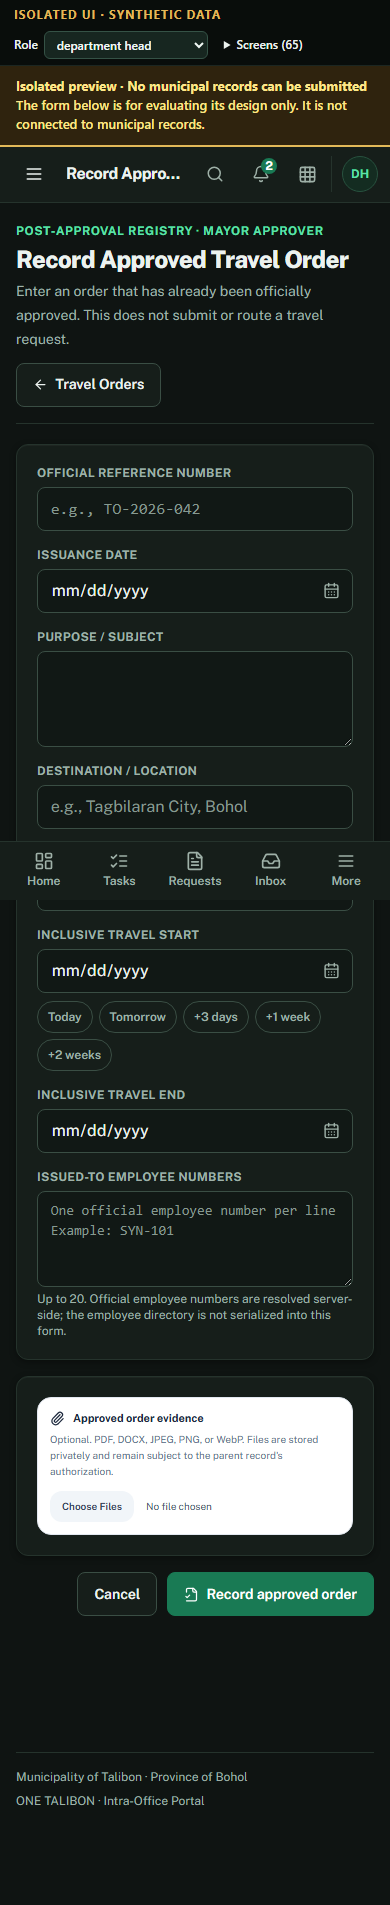 ISOLATED UI · SYNTHETIC DATA
Role department head ▶ Screens (65)
Isolated preview · No municipal records can be submitted
The form below is for evaluating its design only. It is not
connected to municipal records.
Record Appro... 2 DH
POST-APPROVAL REGISTRY · MAYOR APPROVER
Record Approved Travel Order
Enter an order that has already been officially
approved. This does not submit or route a travel
request.
← Travel Orders
OFFICIAL REFERENCE NUMBER
e.g., TO-2026-042
ISSUANCE DATE
mm/dd/yyyy
PURPOSE / SUBJECT
DESTINATION / LOCATION
e.g., Tagbilaran City, Bohol
Home Tasks Requests Inbox More
INCLUSIVE TRAVEL START
mm/dd/yyyy
Today Tomorrow +3 days +1 week
+2 weeks
INCLUSIVE TRAVEL END
mm/dd/yyyy
ISSUED-TO EMPLOYEE NUMBERS
One official employee number per line
Example: SYN-101
Up to 20. Official employee numbers are resolved server-
side; the employee directory is not serialized into this
form.
Approved order evidence
Optional. PDF, DOCX, JPEG, PNG, or WebP. Files are stored
privately and remain subject to the parent record's
authorization.
Choose Files No file chosen
Cancel Record approved order
Municipality of Talibon · Province of Bohol
ONE TALIBON · Intra-Office Portal